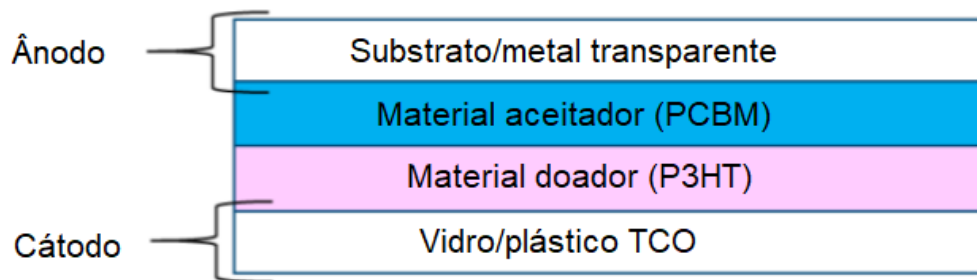 Ânodo
Substrato/metal transparente
Material aceitador (PCBM)
Material doador (P3HT)
Cátodo
Vidro/plástico TCO